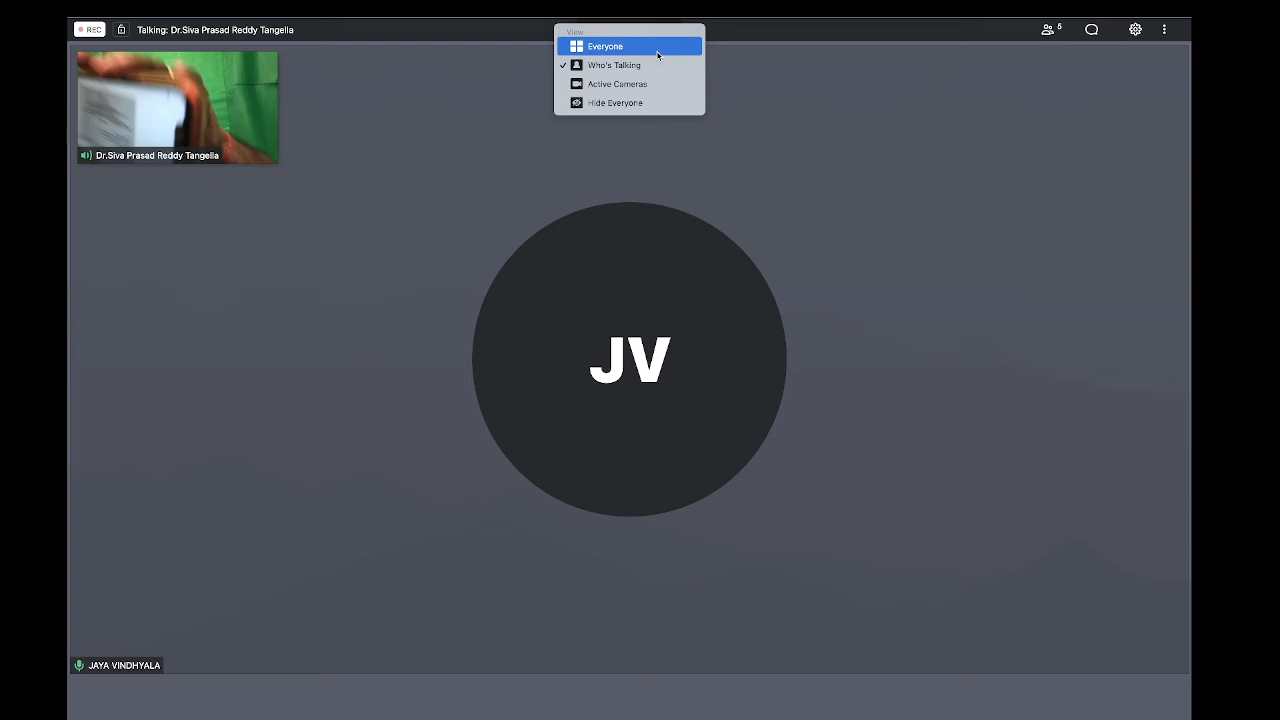 REC
Talking: Dr.Siva Prasad Reddy Tangella
5
View
Everyone
Who's Talking
Active Cameras
Hide Everyone
Dr.Siva Prasad Reddy Tangella
JV
JAYA VINDHYALA